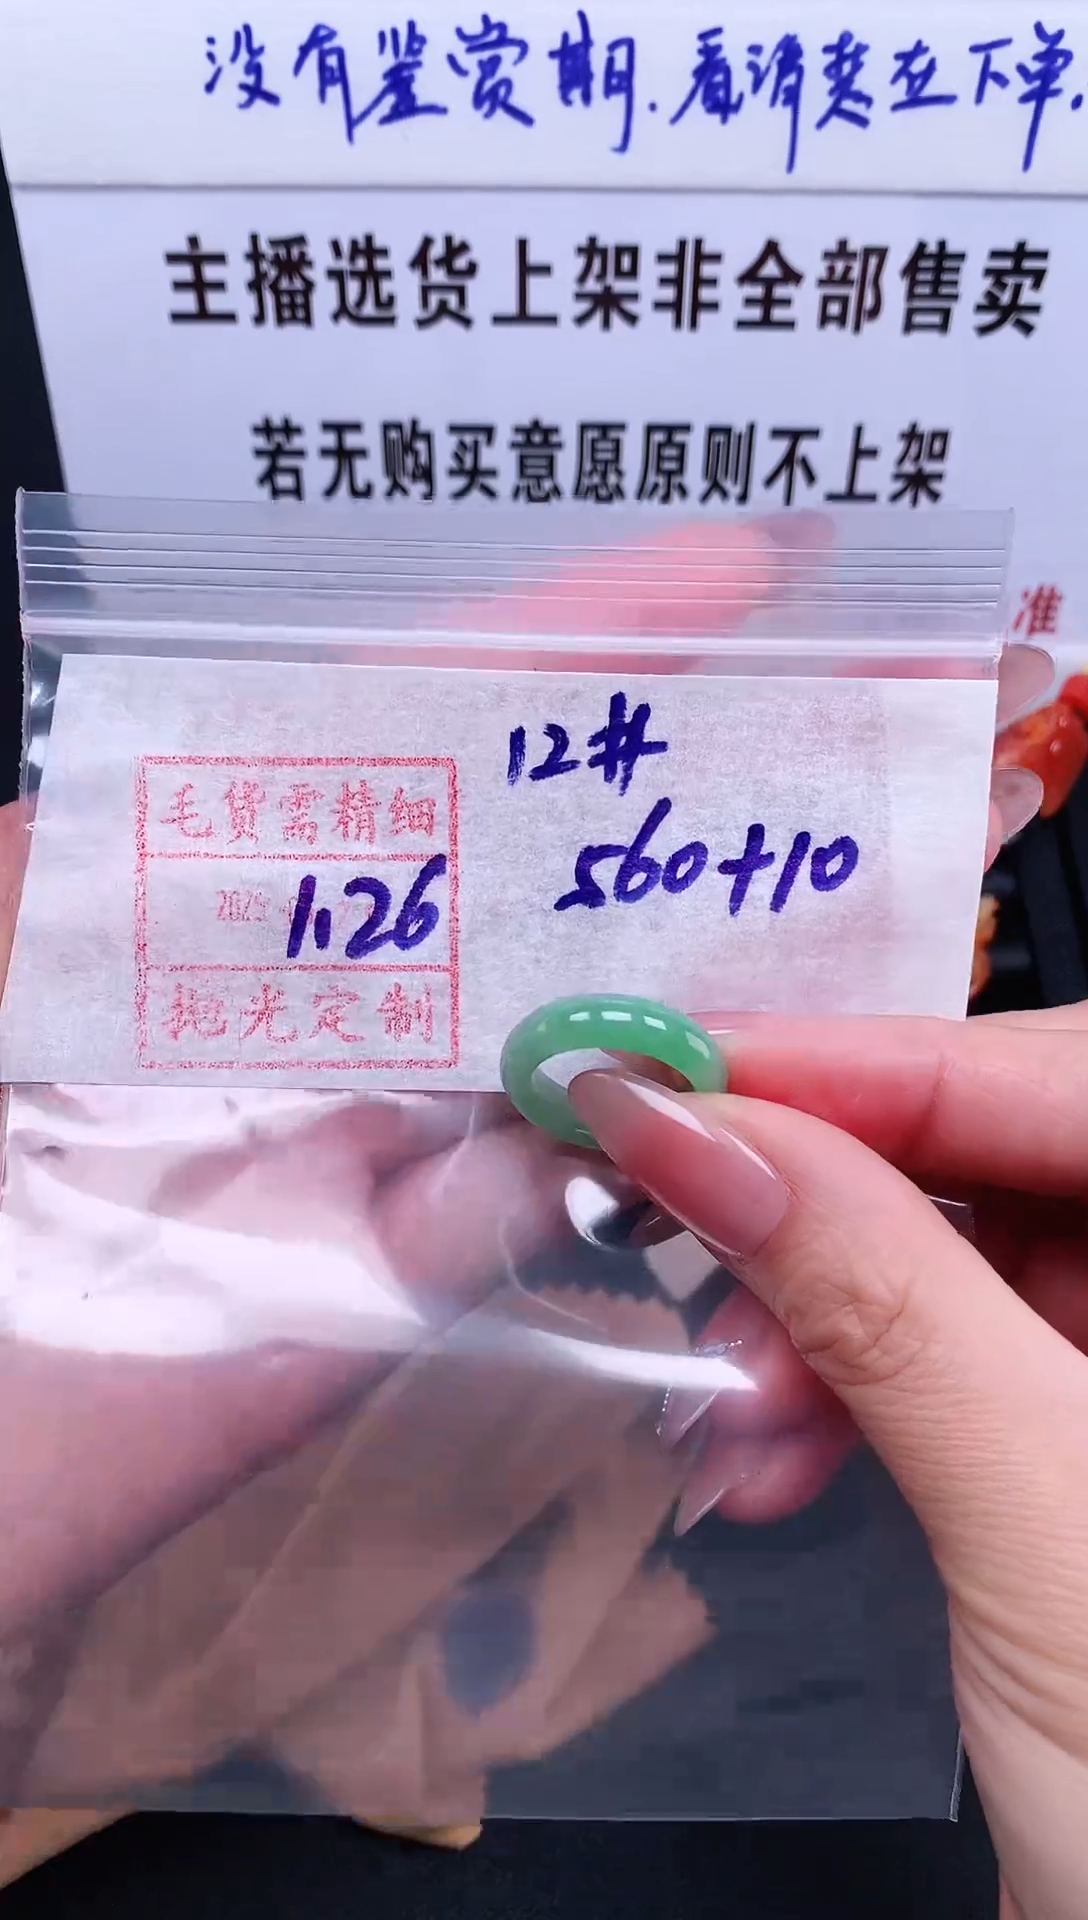 没有鉴赏期.看清楚在下单.
主播选货上架非全部售卖
若无购买意愿原则不上架
准
12#
560+10
毛货需精细
1.26
抛光定制